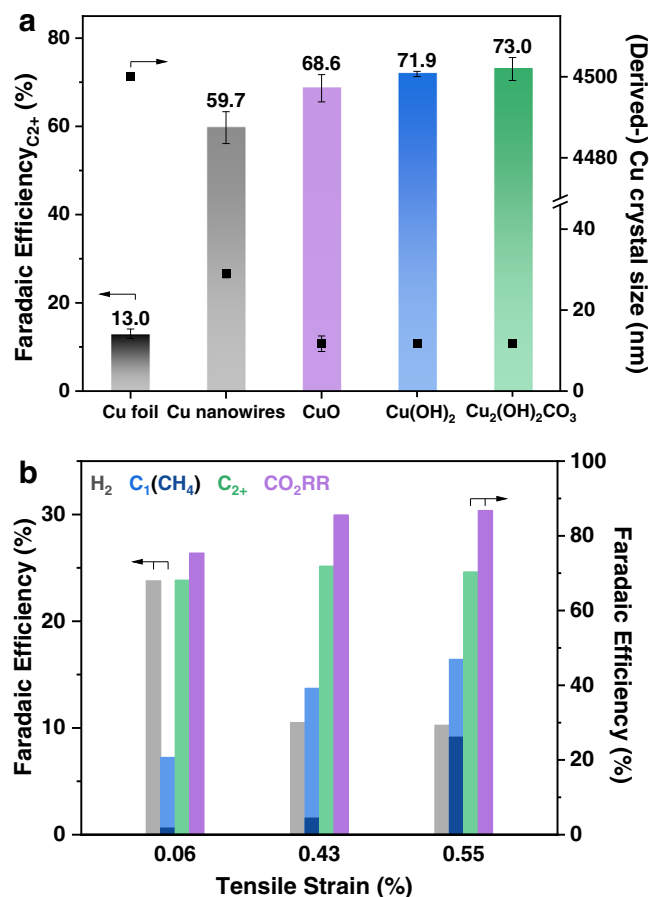 a
Faradaic Efficiency_C2+ (%)
80
60
40
20
0
13.0
59.7
68.6
71.9
73.0
4500
4480
40
20
0
(Derived-) Cu crystal size (nm)
Cu foil Cu nanowires CuO Cu(OH)₂ Cu₂(OH)₂CO₃
b
H₂ C₁(CH₄) C₂₊ CO₂RR
Faradaic Efficiency (%)
30
20
10
0
100
80
60
40
20
0
Faradaic Efficiency (%)
0.06 0.43 0.55
Tensile Strain (%)